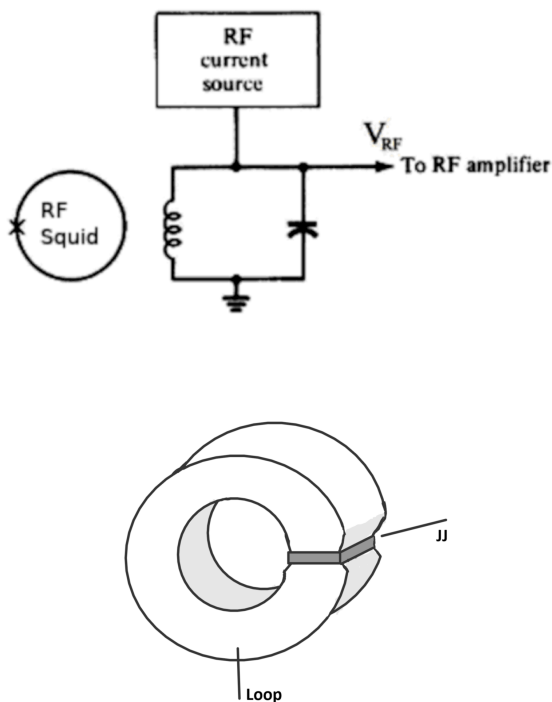 RF
current
source
V_RF
To RF amplifier
RF
Squid
JJ
Loop